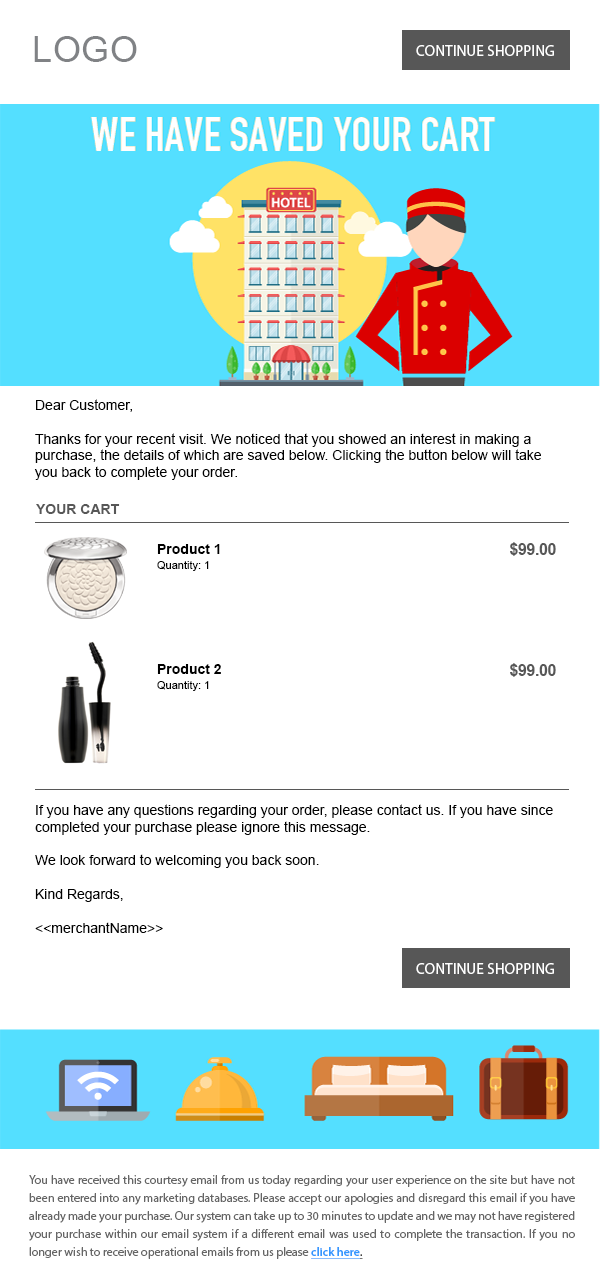 LOGO
CONTINUE SHOPPING
WE HAVE SAVED YOUR CART
HOTEL
Dear Customer,
Thanks for your recent visit. We noticed that you showed an interest in making a
purchase, the details of which are saved below. Clicking the button below will take
you back to complete your order.
YOUR CART
Product 1
$99.00
Quantity: 1
Product 2
$99.00
Quantity: 1
If you have any questions regarding your order, please contact us. If you have since
completed your purchase please ignore this message.
We look forward to welcoming you back soon.
Kind Regards,
<<merchantName>>
CONTINUE SHOPPING
You have received this courtesy email from us today regarding your user experience on the site but have not
been entered into any marketing databases. Please accept our apologies and disregard this email if you have
already made your purchase. Our system can take up to 30 minutes to update and we may not have registered
your purchase within our email system if a different email was used to complete the transaction. If you no
longer wish to receive operational emails from us please click here.